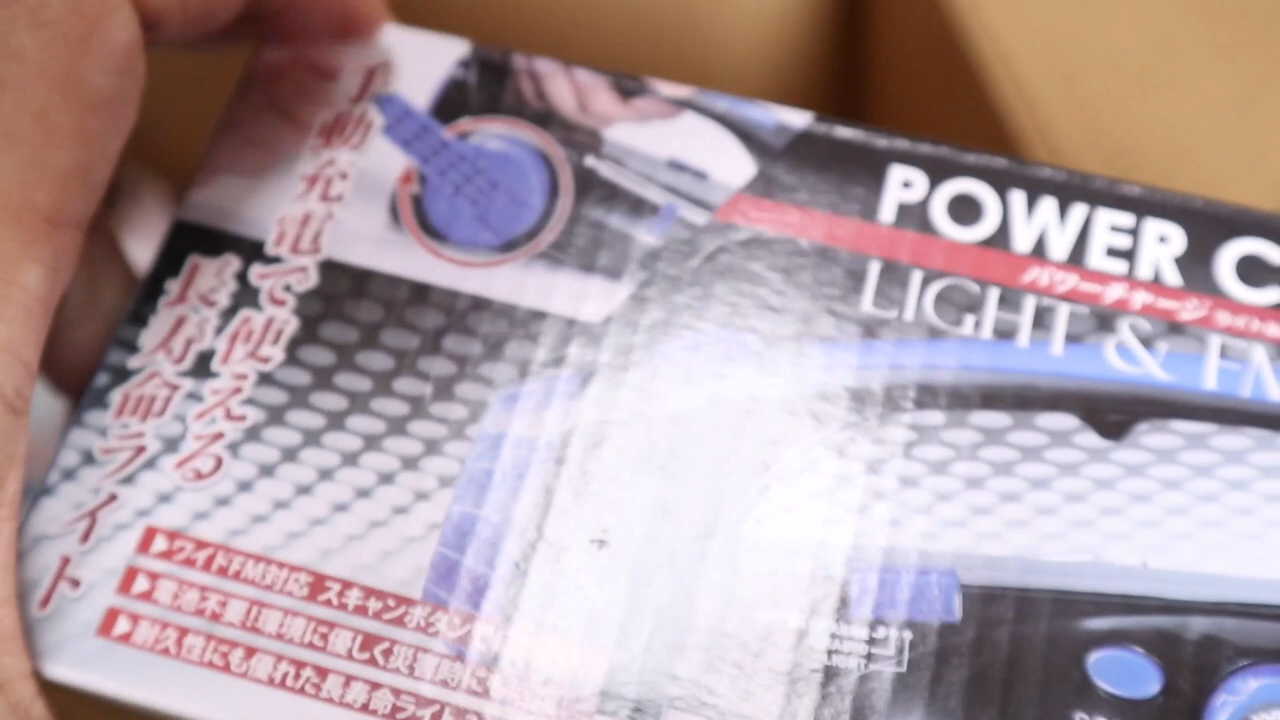 手動充電で使える
長寿命ライト
POWER C
パワーチャージ
LIGHT & FM
▶ワイドFM対応 スキャンボタン
▶電池不要!環境に優しく災害時に
▶耐久性にも優れた長寿命ライト